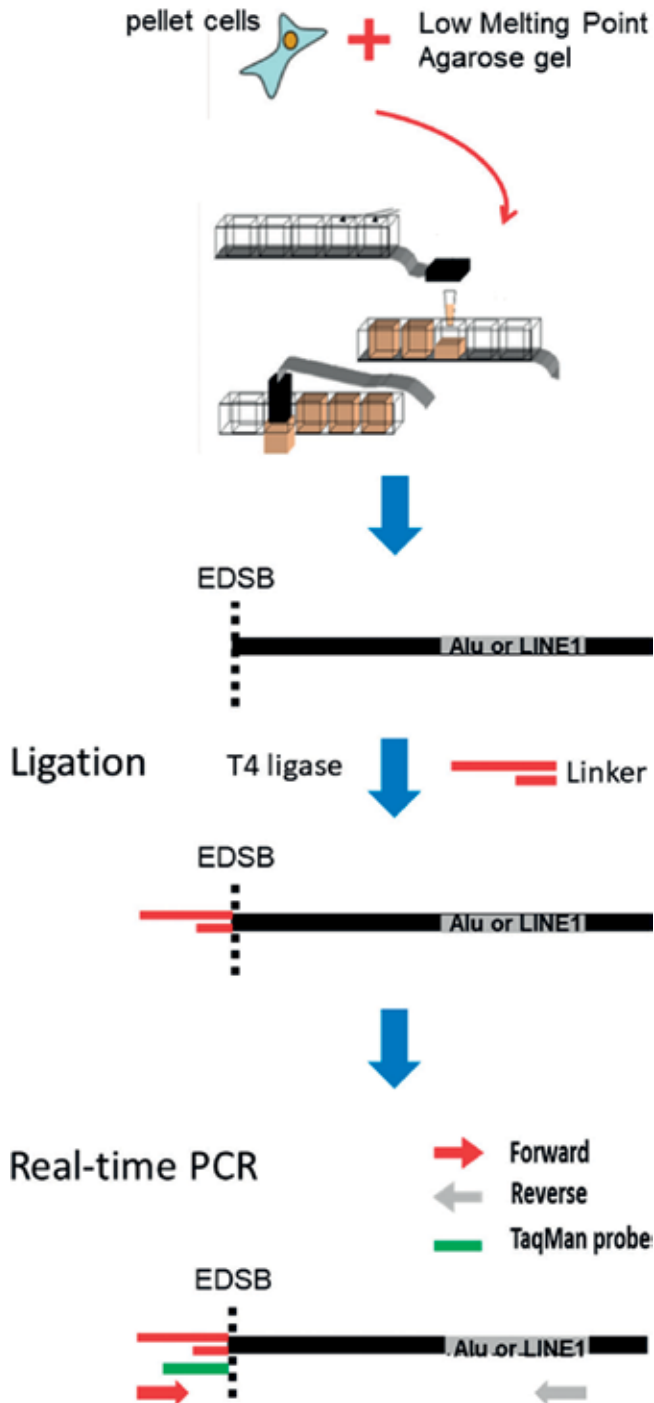 pellet cells
Low Melting Point
Agarose gel
EDSB
Alu or LINE1
Ligation
T4 ligase
Linker
EDSB
Alu or LINE1
Real-time PCR
Forward
Reverse
TaqMan probes
EDSB
Alu or LINE1